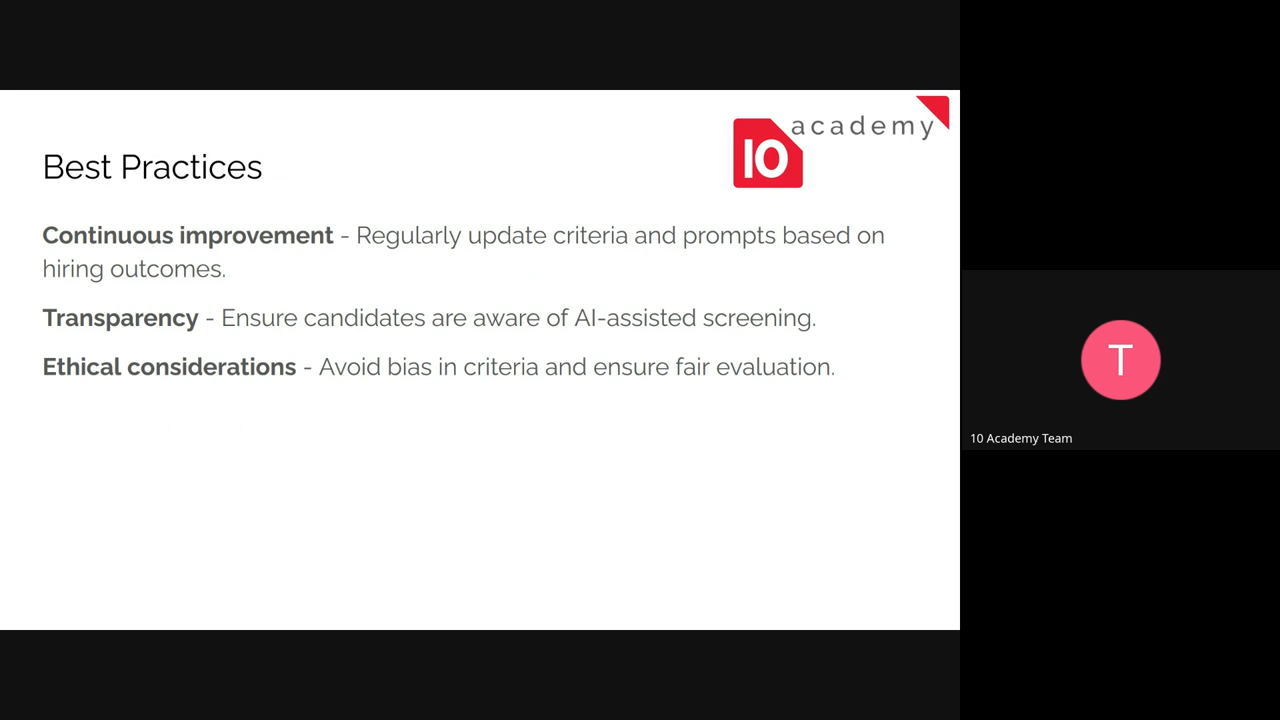 academy
10
Best Practices
Continuous improvement - Regularly update criteria and prompts based on
hiring outcomes.
Transparency - Ensure candidates are aware of AI-assisted screening.
Ethical considerations - Avoid bias in criteria and ensure fair evaluation.
T
10 Academy Team